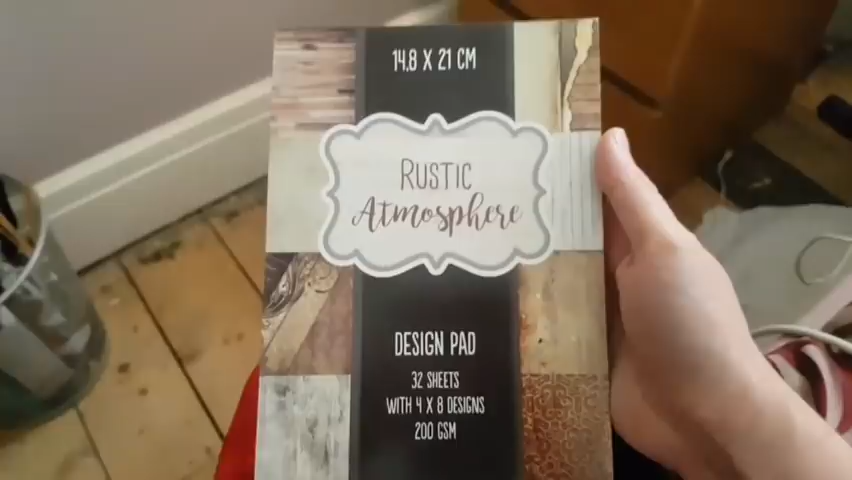 14.8 X 21 CM
RUSTIC
Atmosphere
DESIGN PAD
32 SHEETS
WITH 4 X 8 DESIGNS
200 GSM